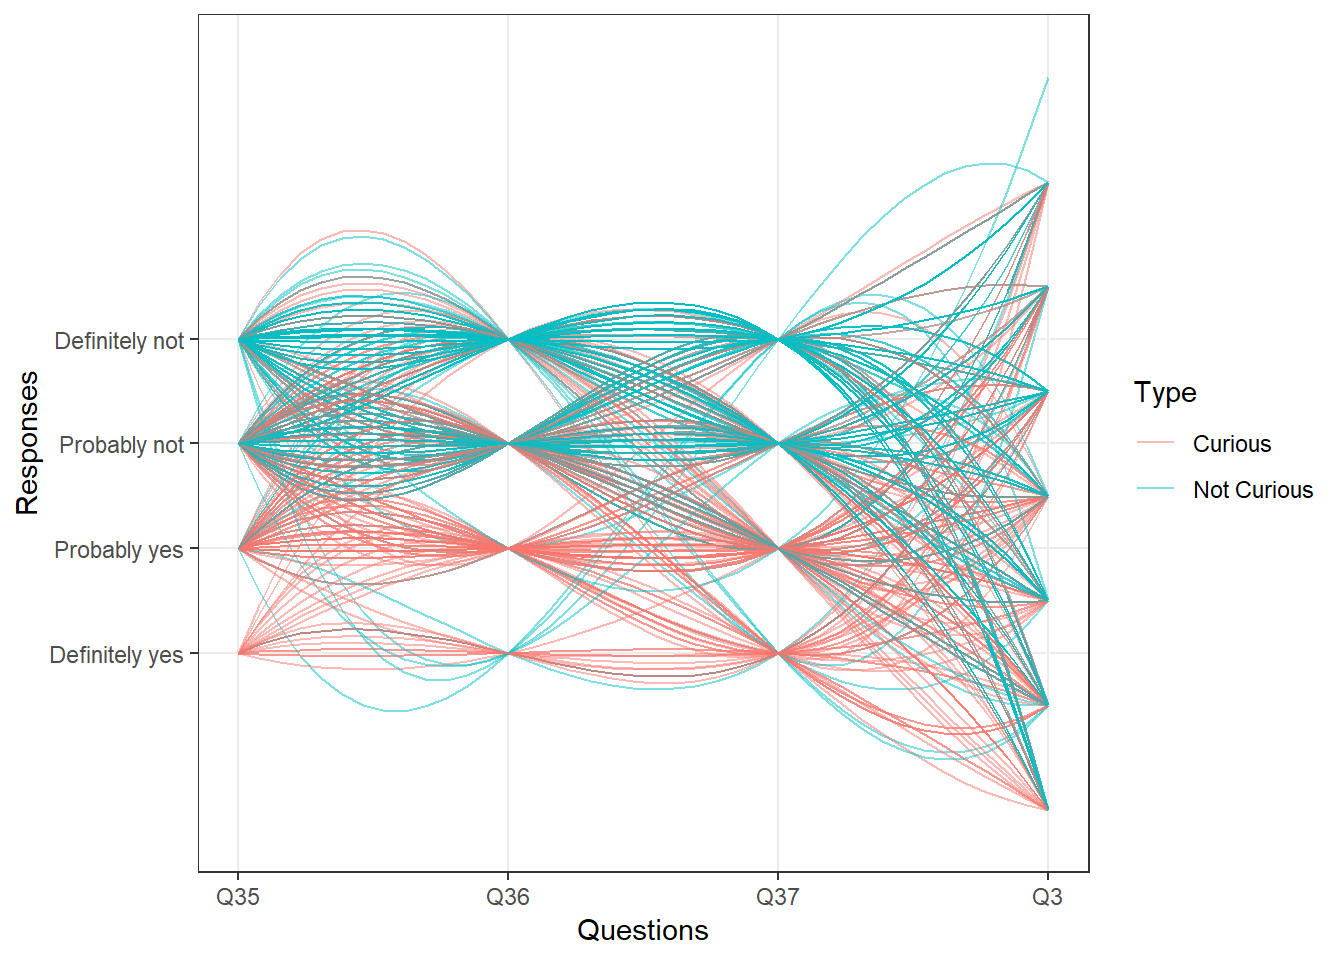 Responses
Definitely not
Probably not
Probably yes
Definitely yes
Q35
Q36
Q37
Q3
Questions
Type
Curious
Not Curious